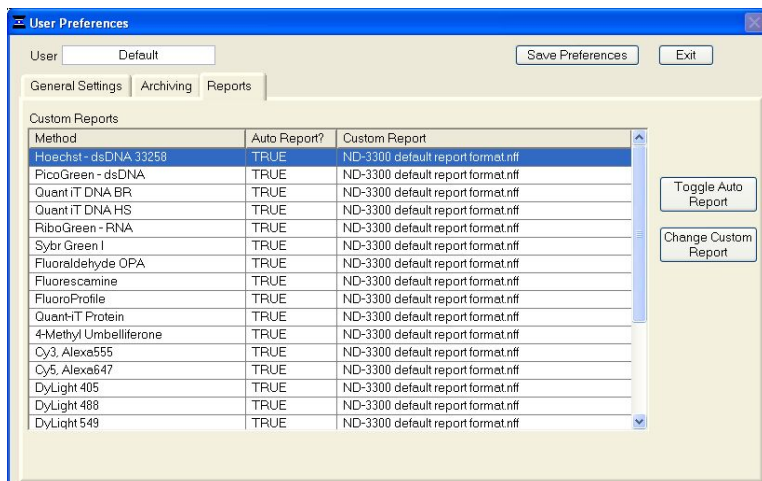 User Preferences
User Default Save Preferences Exit
General Settings Archiving Reports
Custom Reports
Method Auto Report? Custom Report
Hoechst - dsDNA 33258 TRUE ND-3300 default report format.nff
PicoGreen - dsDNA TRUE ND-3300 default report format.nff
Quant iT DNA BR TRUE ND-3300 default report format.nff
Quant iT DNA HS TRUE ND-3300 default report format.nff
RiboGreen - RNA TRUE ND-3300 default report format.nff
Sybr Green I TRUE ND-3300 default report format.nff
Fluoraldehyde OPA TRUE ND-3300 default report format.nff
Fluorescamine TRUE ND-3300 default report format.nff
FluoroProfile TRUE ND-3300 default report format.nff
Quant-iT Protein TRUE ND-3300 default report format.nff
4-Methyl Umbelliferone TRUE ND-3300 default report format.nff
Cy3, Alexa555 TRUE ND-3300 default report format.nff
Cy5, Alexa647 TRUE ND-3300 default report format.nff
DyLight 405 TRUE ND-3300 default report format.nff
DyLight 488 TRUE ND-3300 default report format.nff
DyLight 549 TRUE ND-3300 default report format.nff
Toggle Auto
Report
Change Custom
Report